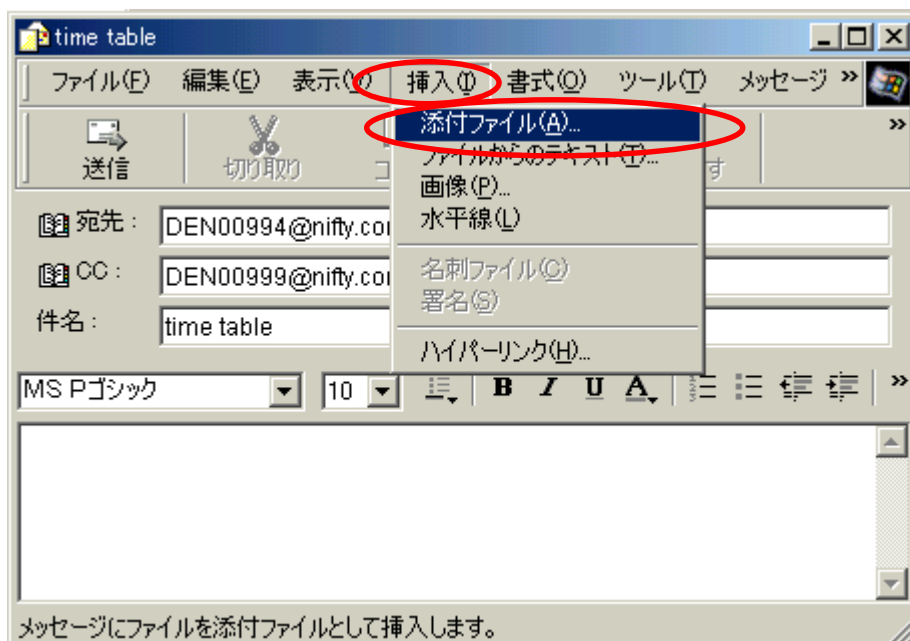 time table
ファイル(F) 編集(E) 表示(V) 挿入(I) 書式(O) ツール(T) メッセージ »
送信 切り取り コ す »
添付ファイル(A)...
ファイルからのテキスト(T)...
画像(P)...
水平線(L)
名刺ファイル(C)
署名(S)
ハイパーリンク(H)...
宛先: DEN00994@nifty.co
CC: DEN00999@nifty.co
件名: time table
MS Pゴシック 10 B I U A »
メッセージにファイルを添付ファイルとして挿入します。